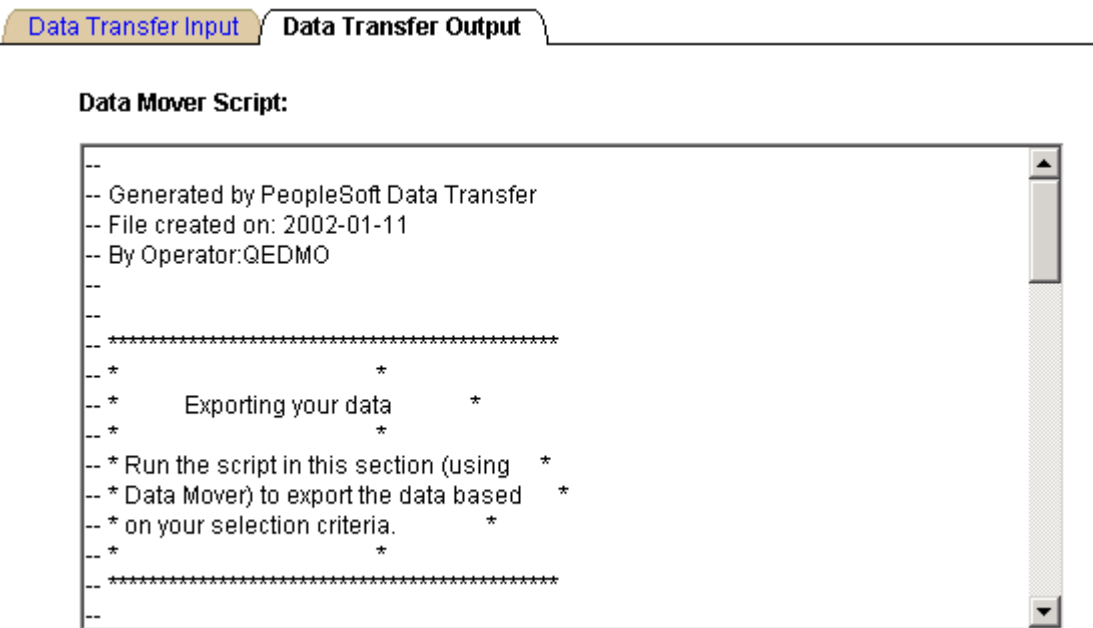 Data Transfer Input Data Transfer Output
Data Mover Script:
--
-- Generated by PeopleSoft Data Transfer
-- File created on: 2002-01-11
-- By Operator:QEDMO
--
--
-- *********************************************
-- *                           *
-- *       Exporting your data        *
-- *                           *
-- * Run the script in this section (using   *
-- * Data Mover) to export the data based    *
-- * on your selection criteria.         *
-- *                           *
-- *********************************************
--